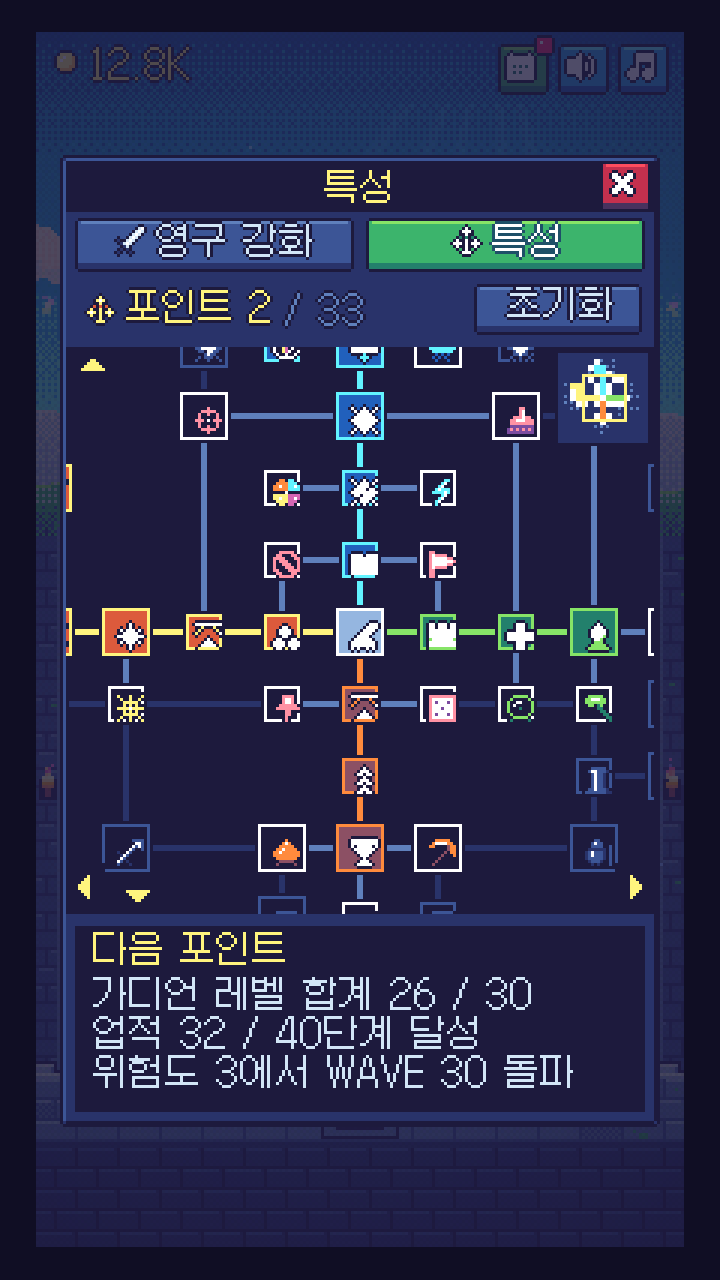 12.8K
특성
영구 강화
특성
포인트 2 / 33
초기화
다음 포인트
가디언 레벨 합계 26 / 30
업적 32 / 40단계 달성
위험도 3에서 WAVE 30 돌파